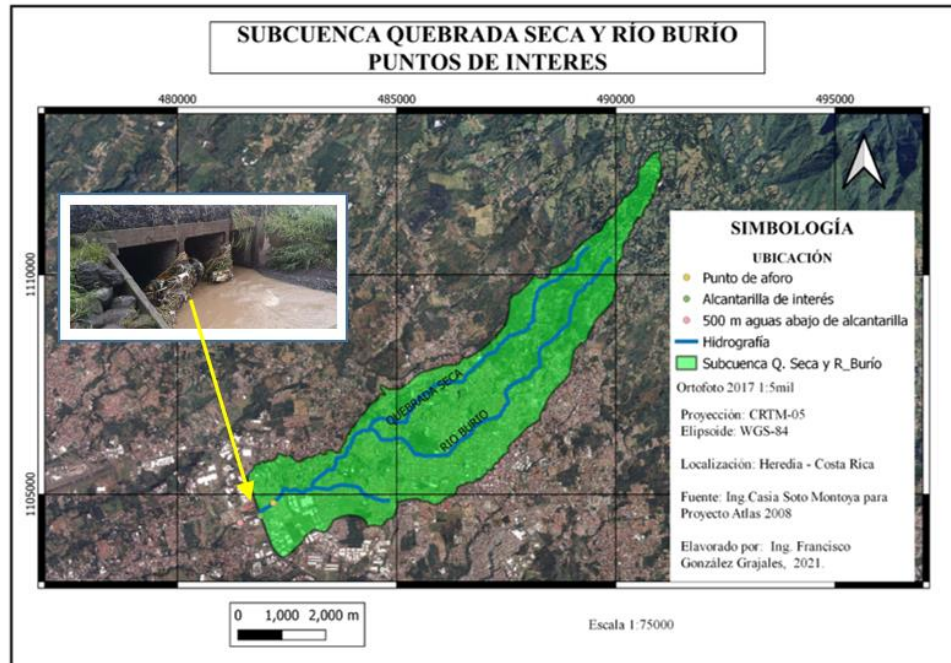 SUBCUENCA QUEBRADA SECA Y RÍO BURÍO
PUNTOS DE INTERES
480000
485000
490000
495000
1110000
1105000
QUEBRADA SECA
RIO BURIO
SIMBOLOGÍA
UBICACIÓN
Punto de aforo
Alcantarilla de interés
500 m aguas abajo de alcantarilla
Hidrografía
Subcuenca Q. Seca y R_Burío
Ortofoto 2017 1:5mil
Proyección: CRTM-05
Elipsoide: WGS-84
Localización: Heredia - Costa Rica
Fuente: Ing.Casia Soto Montoya para
Proyecto Atlas 2008
Elavorado por: Ing. Francisco
González Grajales, 2021.
0 1,000 2,000 m
Escala 1:75000